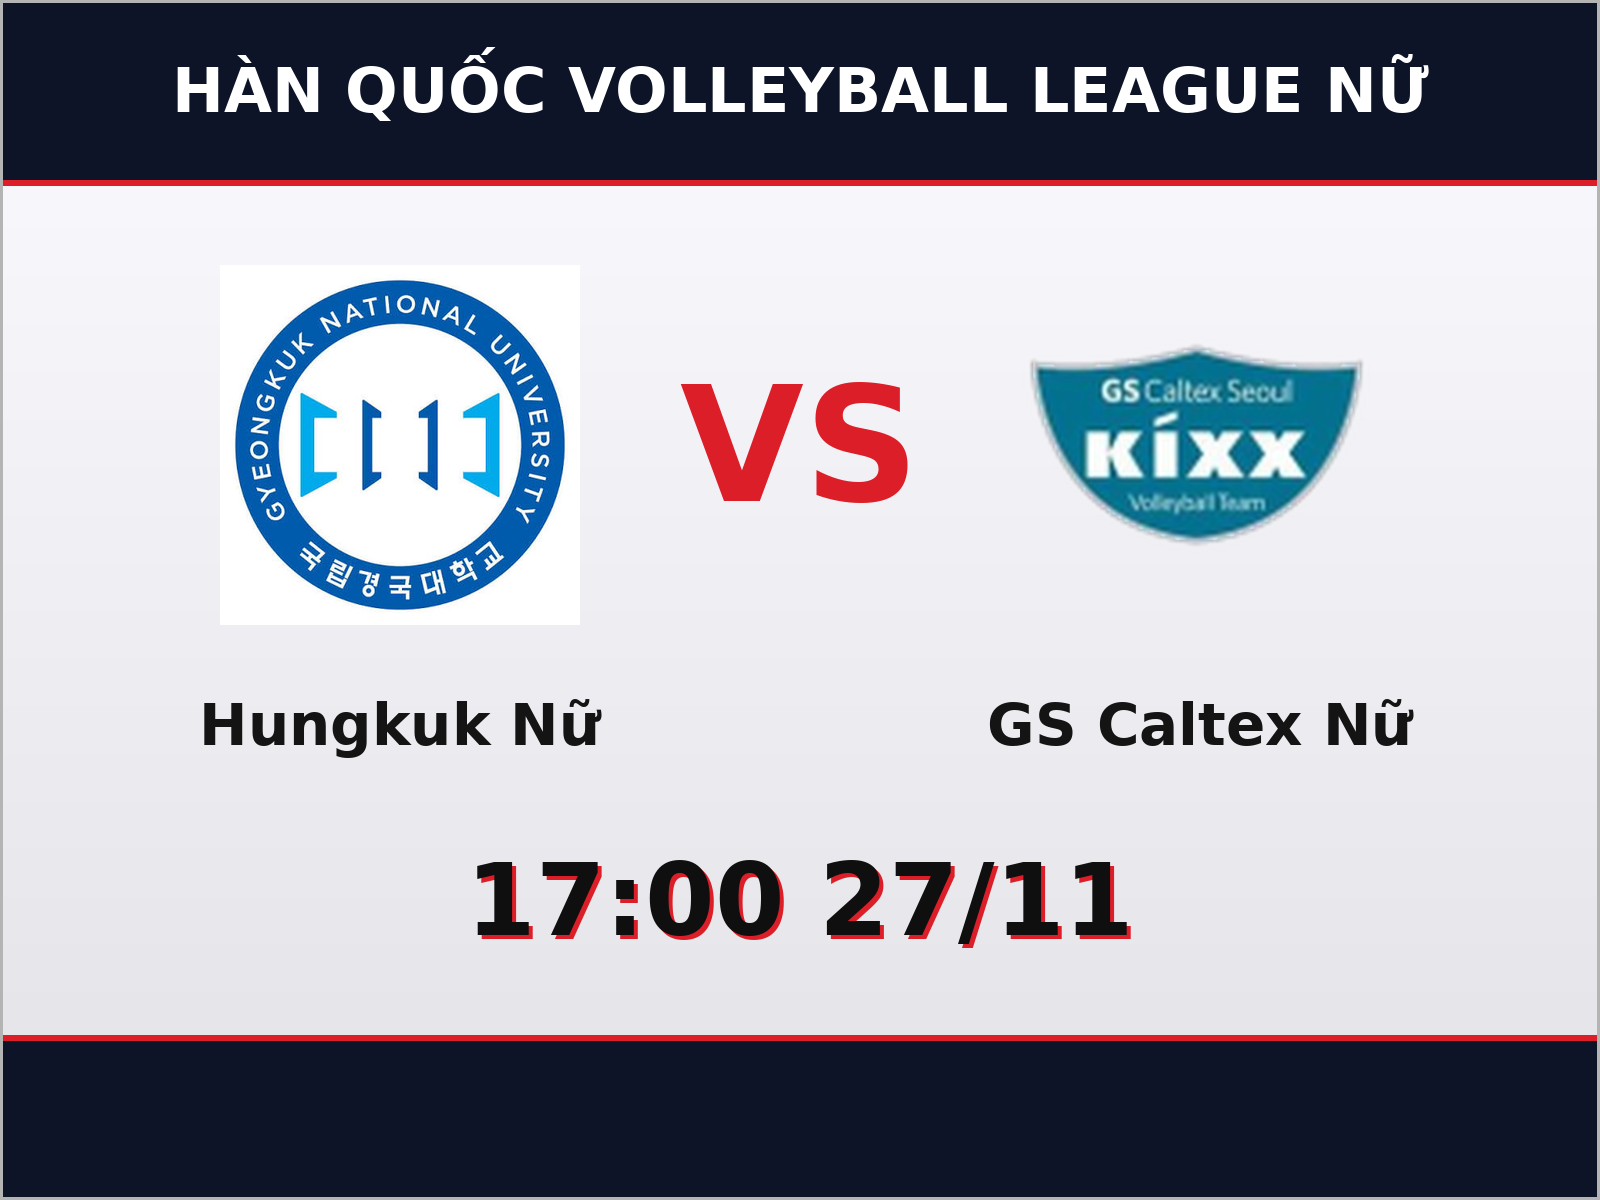 HÀN QUỐC VOLLEYBALL LEAGUE NỮ
GYEONGKUK NATIONAL UNIVERSITY
국립경국대학교
VS
GS Caltex Seoul
kíxx
Volleyball Team
Hungkuk Nữ
GS Caltex Nữ
17:00 27/11